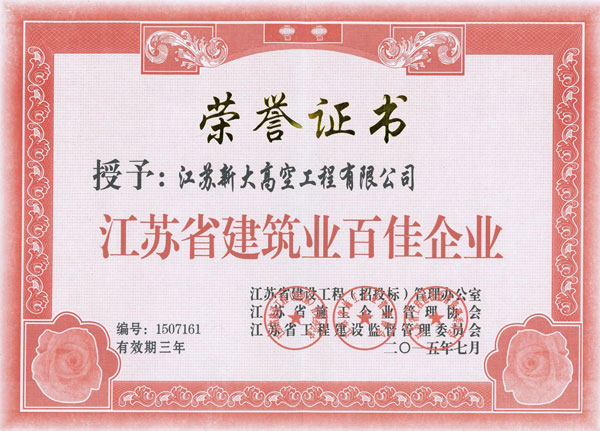 荣誉证书
授予：江苏新大高空工程有限公司
江苏省建筑业百佳企业
江苏省建设工程（招投标）管理办公室
江苏省施工企业管理协会
江苏省工程建设监督管理委员会
编号：1507161
有效期三年
二〇一五年七月